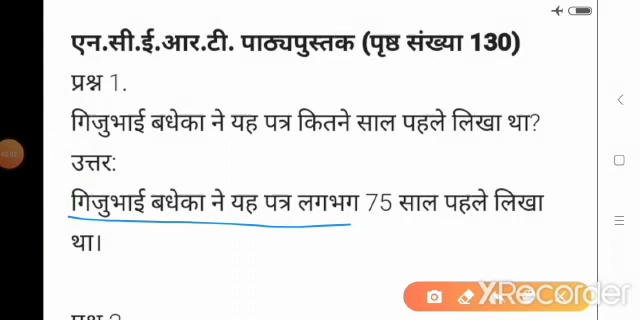 एन.सी.ई.आर.टी. पाठ्यपुस्तक (पृष्ठ संख्या 130)
प्रश्न 1.
गिजुभाई बधेका ने यह पत्र कितने साल पहले लिखा था?
उत्तर:
गिजुभाई बधेका ने यह पत्र लगभग 75 साल पहले लिखा
था।
XRECORDER